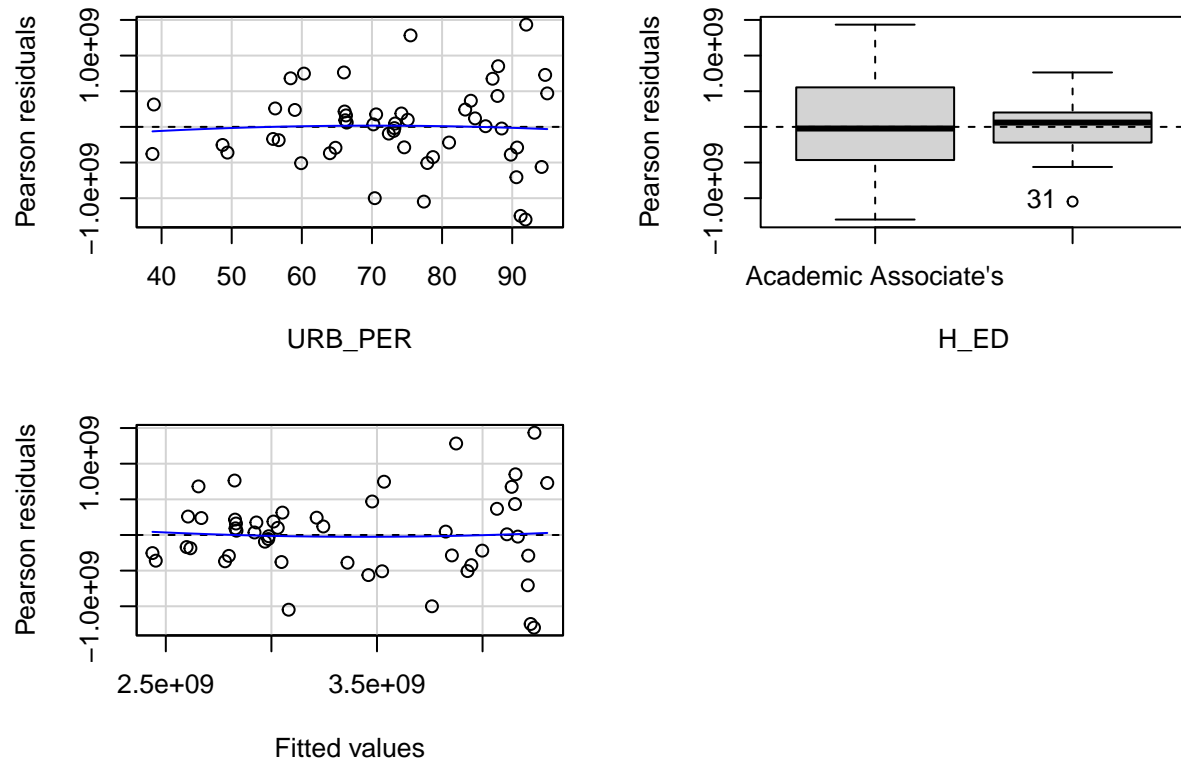 Pearson residuals
−1.0e+09 1.0e+09
40 50 60 70 80 90
URB_PER
Pearson residuals
−1.0e+09 1.0e+09
31
Academic Associate's
H_ED
Pearson residuals
−1.0e+09 1.0e+09
2.5e+09 3.5e+09
Fitted values